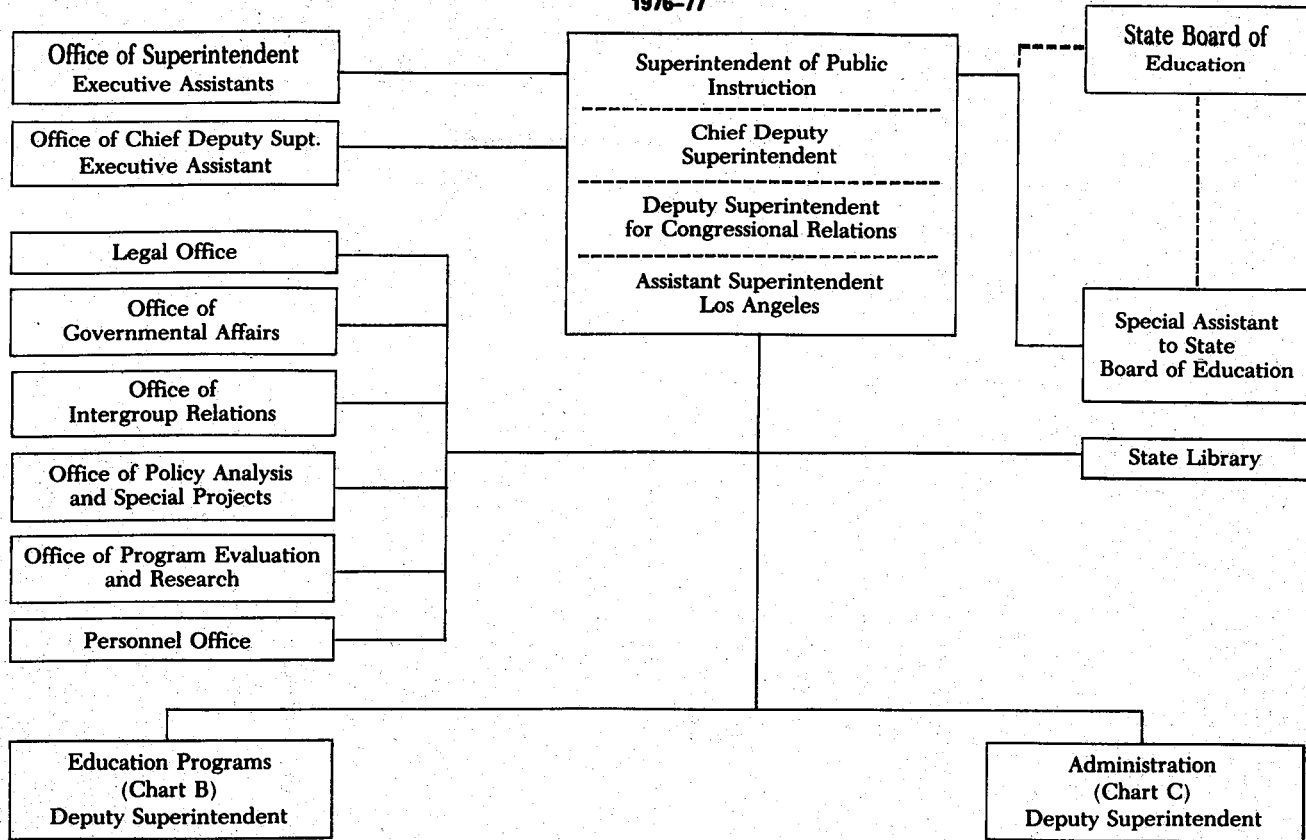 1976–77
Office of Superintendent
Executive Assistants
Office of Chief Deputy Supt.
Executive Assistant
Legal Office
Office of
Governmental Affairs
Office of
Intergroup Relations
Office of Policy Analysis
and Special Projects
Office of Program Evaluation
and Research
Personnel Office
Superintendent of Public
Instruction
Chief Deputy
Superintendent
Deputy Superintendent
for Congressional Relations
Assistant Superintendent
Los Angeles
State Board of
Education
Special Assistant
to State
Board of Education
State Library
Education Programs
(Chart B)
Deputy Superintendent
Administration
(Chart C)
Deputy Superintendent